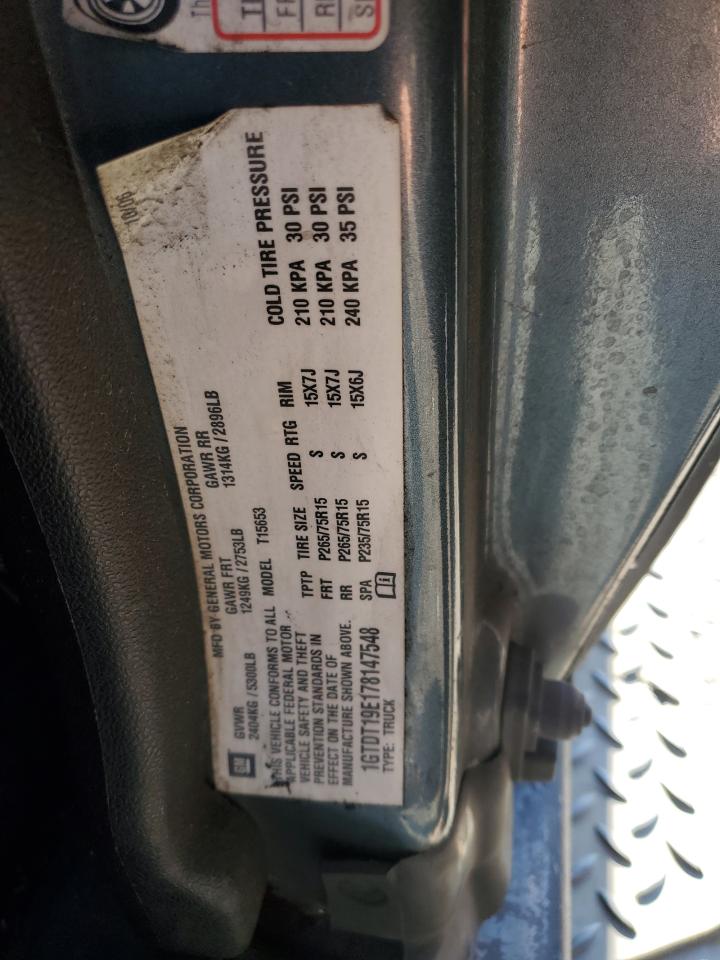 10/06
MFD BY GENERAL MOTORS CORPORATION
GM GVWR GAWR FRT GAWR RR
2404KG/5300LB 1249KG/2753LB 1314KG/2896LB
THIS VEHICLE CONFORMS TO ALL MODEL T15653
APPLICABLE FEDERAL MOTOR
VEHICLE SAFETY AND THEFT
PREVENTION STANDARDS IN
EFFECT ON THE DATE OF
MANUFACTURE SHOWN ABOVE.
1GTDT19E178147548
TYPE: TRUCK
COLD TIRE PRESSURE
TPTP TIRE SIZE SPEED RTG RIM
FRT P265/75R15 S 15X7J 210 KPA 30 PSI
RR P265/75R15 S 15X7J 210 KPA 30 PSI
SPA P235/75R15 S 15X6J 240 KPA 35 PSI